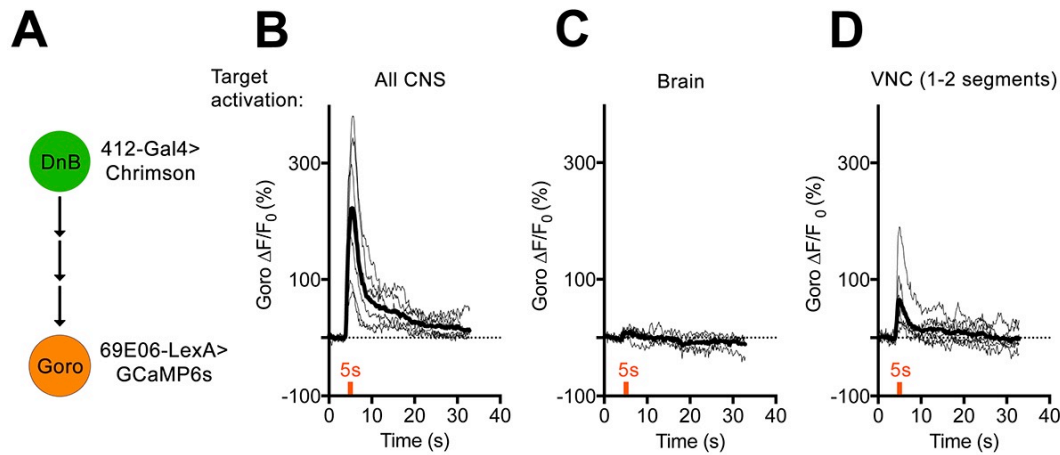 A
B
C
D
Target
activation:
All CNS
Brain
VNC (1-2 segments)
DnB
412-Gal4>
Chrimson
Goro
69E06-LexA>
GCaMP6s
Goro ΔF/F0 (%)
300
100
-100
5s
0 10 20 30 40
Time (s)
Goro ΔF/F0 (%)
300
100
-100
5s
0 10 20 30 40
Time (s)
Goro ΔF/F0 (%)
300
100
-100
5s
0 10 20 30 40
Time (s)